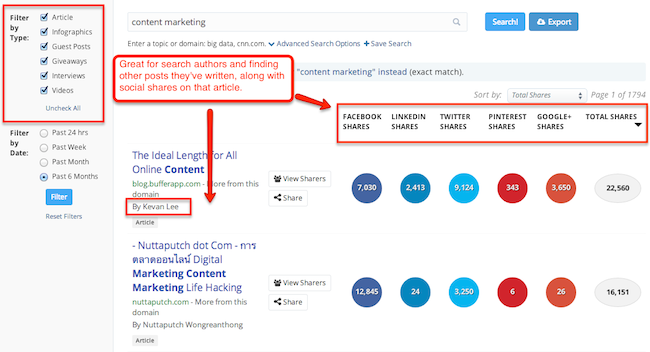 Filter by Type:
Article
Infographics
Guest Posts
Giveaways
Interviews
Videos
Uncheck All
Filter by Date:
Past 24 hrs
Past Week
Past Month
Past 6 Months
Filter
Reset Filters
content marketing
Search!
Export
Enter a topic or domain: big data, cnn.com. Advanced Search Options + Save Search
"content marketing" instead (exact match).
Great for search authors and finding
other posts they've written, along with
social shares on that article.
Sort by: Total Shares Page 1 of 1794
FACEBOOK SHARES
LINKEDIN SHARES
TWITTER SHARES
PINTEREST SHARES
GOOGLE+ SHARES
TOTAL SHARES
The Ideal Length for All
Online Content
blog.bufferapp.com - More from this
domain
By Kevan Lee
Article
View Sharers
Share
7,030
2,413
9,124
343
3,650
22,560
- Nuttaputch dot Com - การ
ตลาดออนไลน์ Digital
Marketing Content
Marketing Life Hacking
nuttaputch.com - More from this
domain
By Nuttaputch Wongreanthong
Article
View Sharers
Share
12,845
24
3,250
6
26
16,151